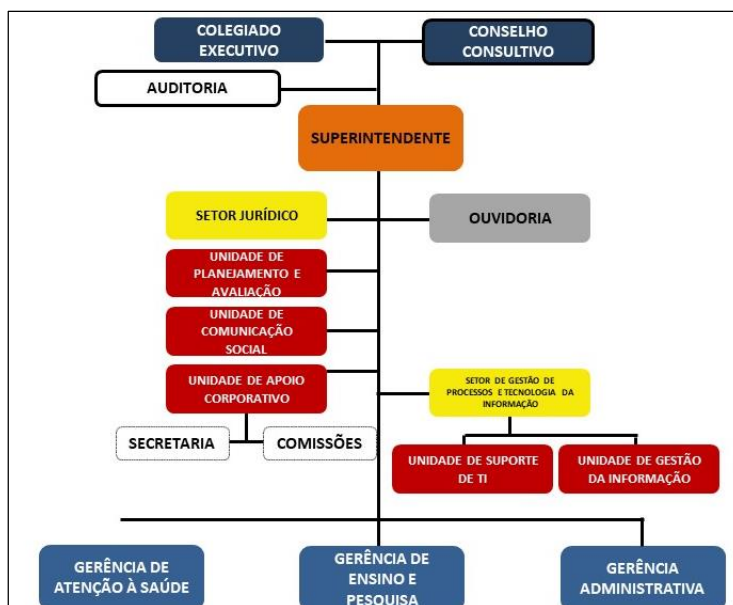 COLEGIADO
EXECUTIVO
CONSELHO
CONSULTIVO
AUDITORIA
SUPERINTENDENTE
SETOR JURÍDICO
OUVIDORIA
UNIDADE DE
PLANEJAMENTO E
AVALIAÇÃO
UNIDADE DE
COMUNICAÇÃO
SOCIAL
UNIDADE DE APOIO
CORPORATIVO
SETOR DE GESTÃO DE
PROCESSOS E TECNOLOGIA DA
INFORMAÇÃO
SECRETARIA
COMISSÕES
UNIDADE DE SUPORTE
DE TI
UNIDADE DE GESTÃO
DA INFORMAÇÃO
GERÊNCIA DE
ATENÇÃO À SAÚDE
GERÊNCIA DE
ENSINO E
PESQUISA
GERÊNCIA
ADMINISTRATIVA